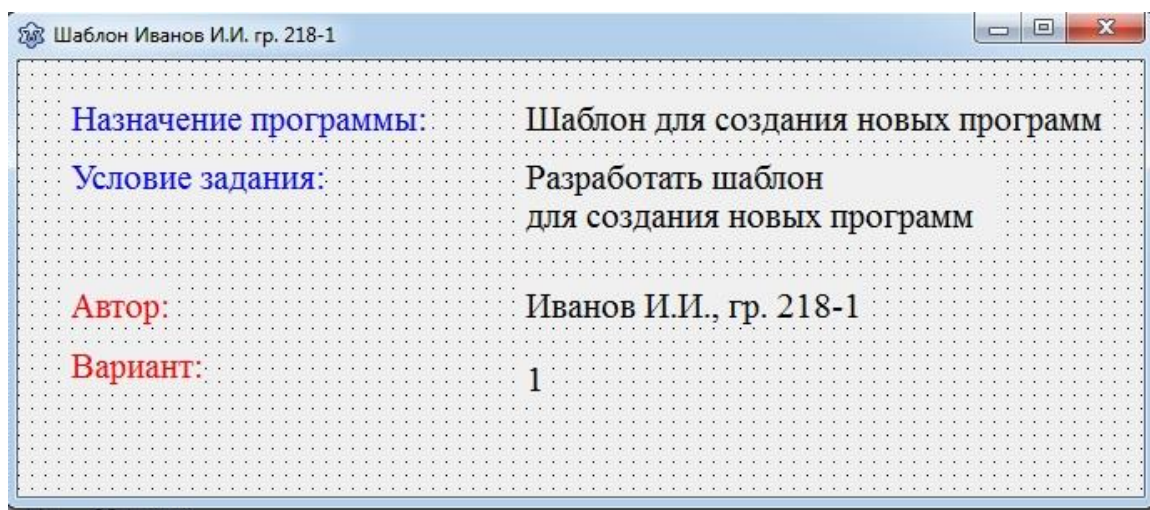 Шаблон Иванов И.И. гр. 218-1
Назначение программы: Шаблон для создания новых программ
Условие задания: Разработать шаблон
для создания новых программ
Автор: Иванов И.И., гр. 218-1
Вариант: 1